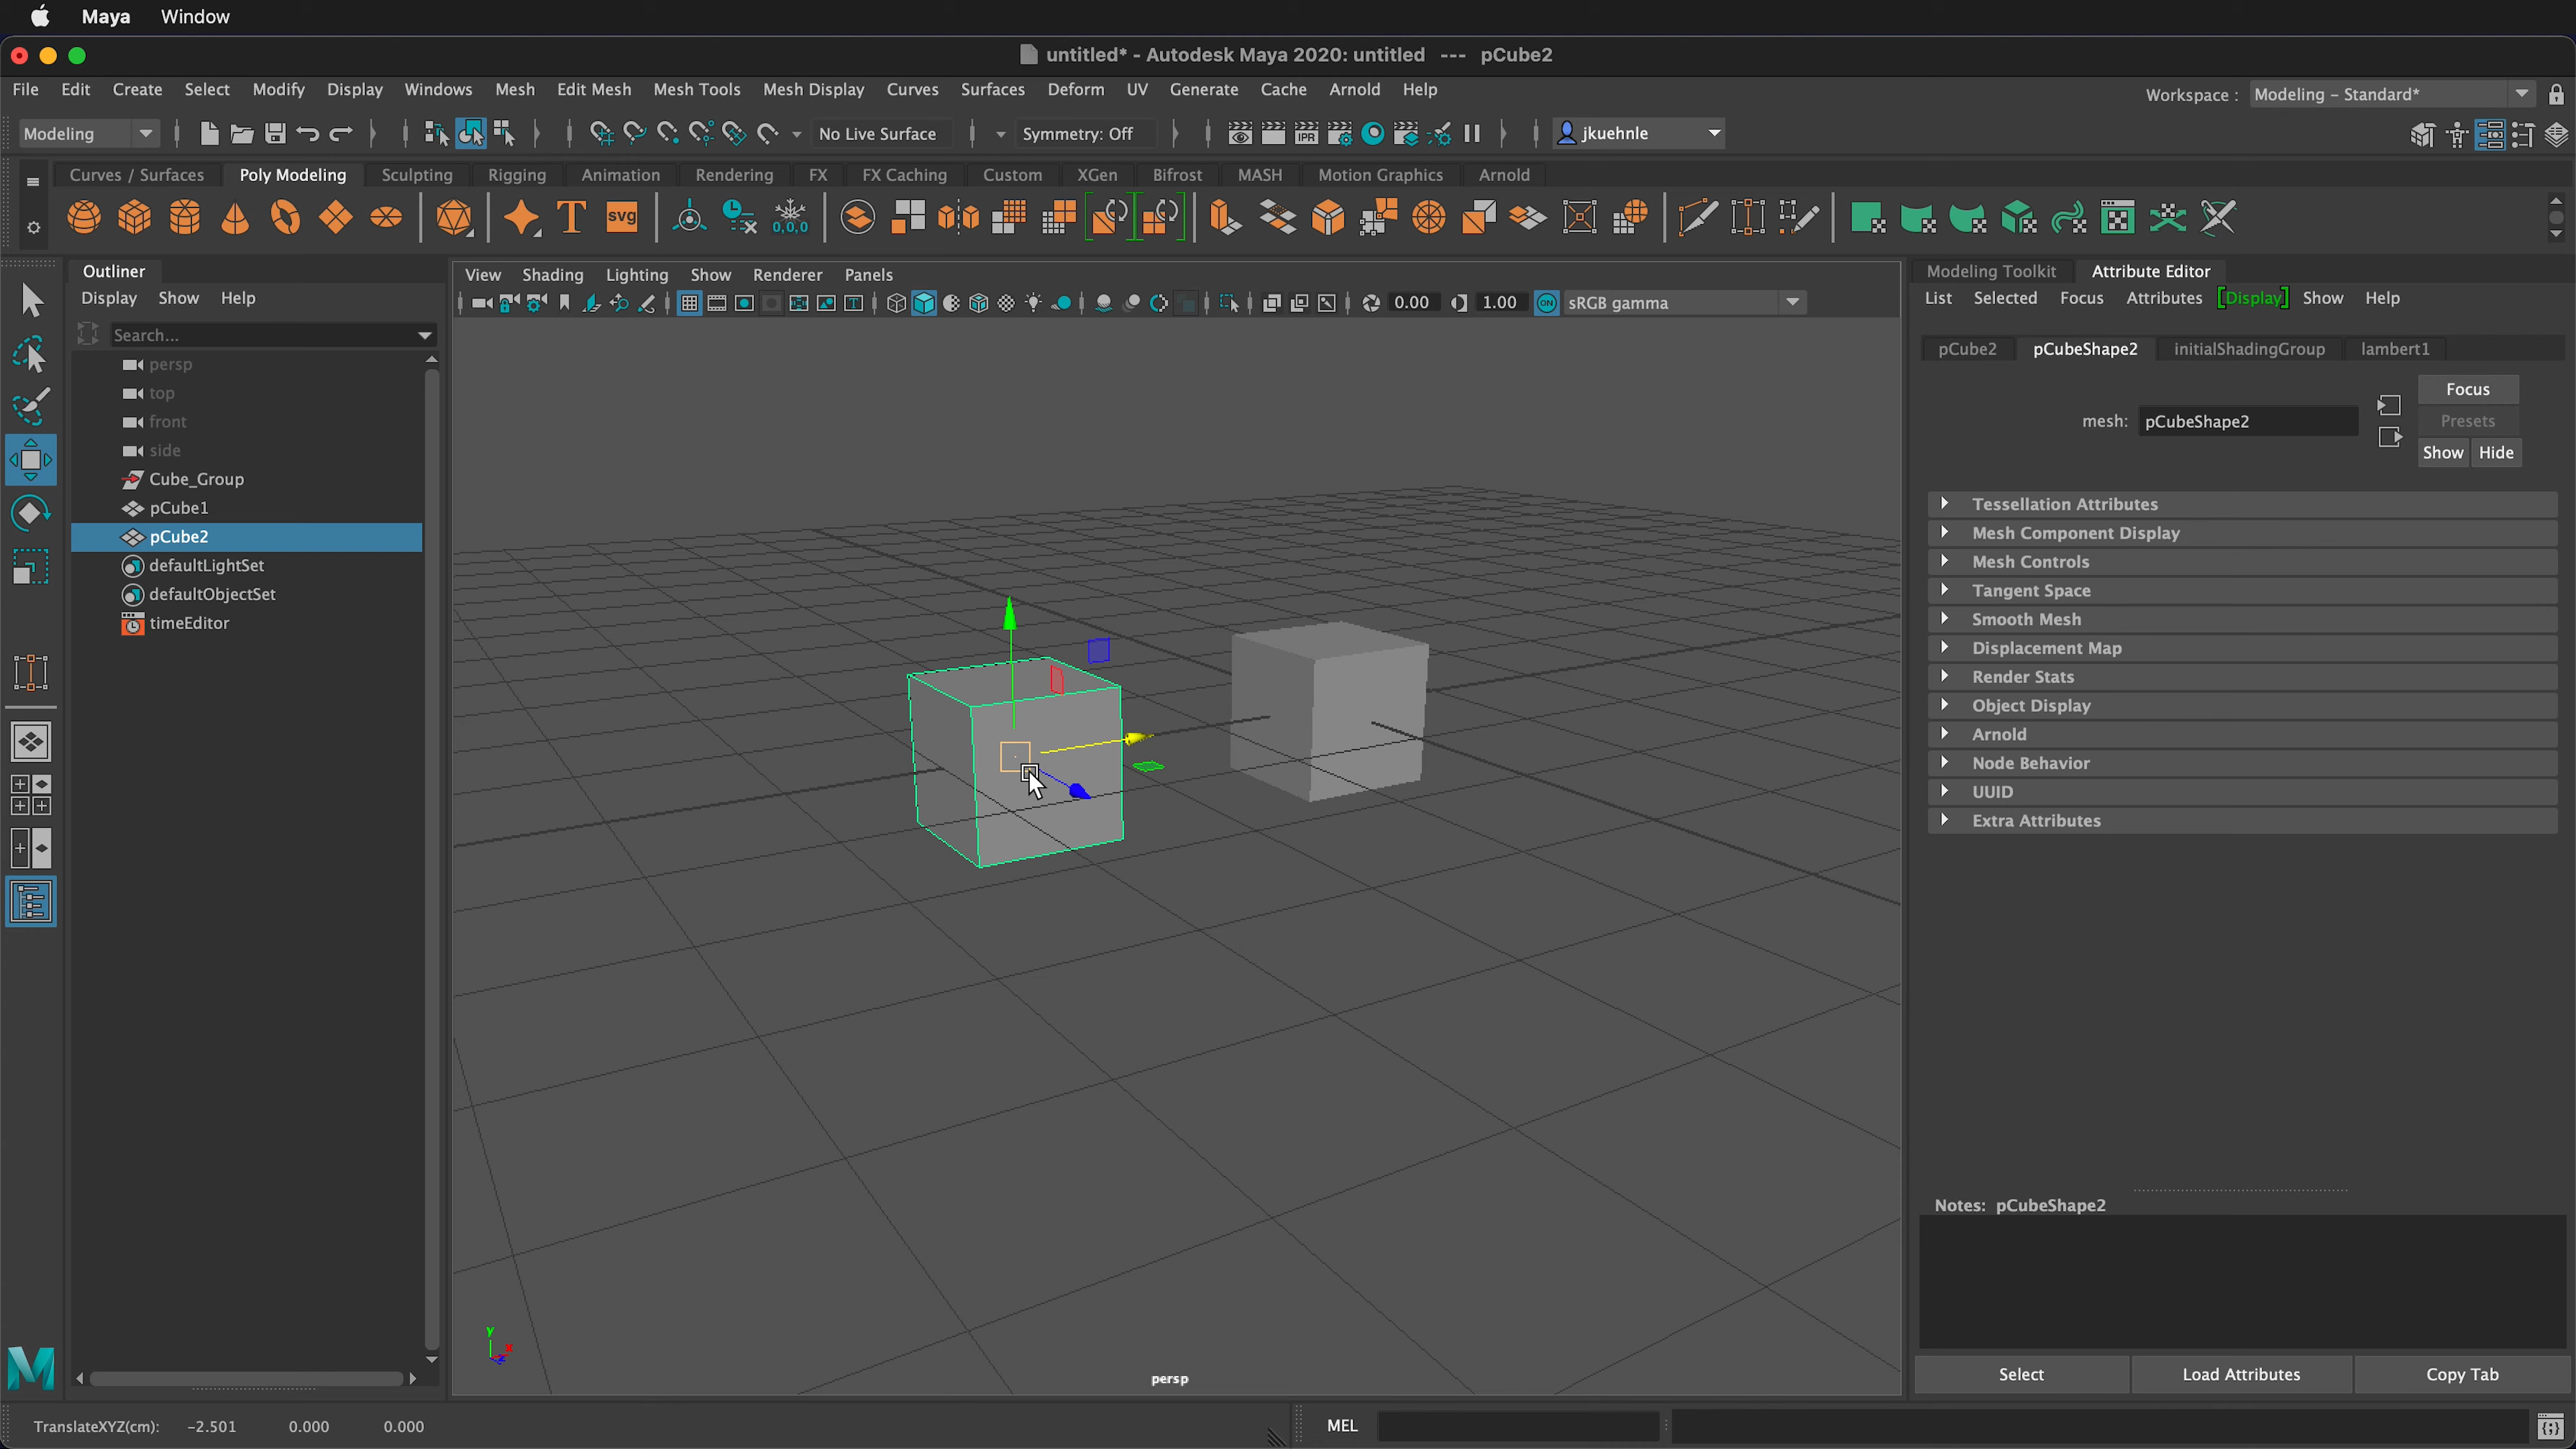 Maya Window
untitled* - Autodesk Maya 2020: untitled --- pCube2
File Edit Create Select Modify Display Windows Mesh Edit Mesh Mesh Tools Mesh Display Curves Surfaces Deform UV Generate Cache Arnold Help Workspace : Modeling - Standard*
Modeling No Live Surface Symmetry: Off IPR jkuehnle
Curves / Surfaces Poly Modeling Sculpting Rigging Animation Rendering FX FX Caching Custom XGen Bifrost MASH Motion Graphics Arnold
T svg 0,0,0
Outliner
Display Show Help
Search...
persp
top
front
side
Cube_Group
pCube1
pCube2
defaultLightSet
defaultObjectSet
timeEditor
View Shading Lighting Show Renderer Panels
0.00 1.00 ON sRGB gamma
y
x
z
persp
Modeling Toolkit Attribute Editor
List Selected Focus Attributes [Display] Show Help
pCube2 pCubeShape2 initialShadingGroup lambert1
mesh: pCubeShape2
Focus
Presets
Show Hide
Tessellation Attributes
Mesh Component Display
Mesh Controls
Tangent Space
Smooth Mesh
Displacement Map
Render Stats
Object Display
Arnold
Node Behavior
UUID
Extra Attributes
Notes: pCubeShape2
Select Load Attributes Copy Tab
TranslateXYZ(cm): -2.501 0.000 0.000 MEL